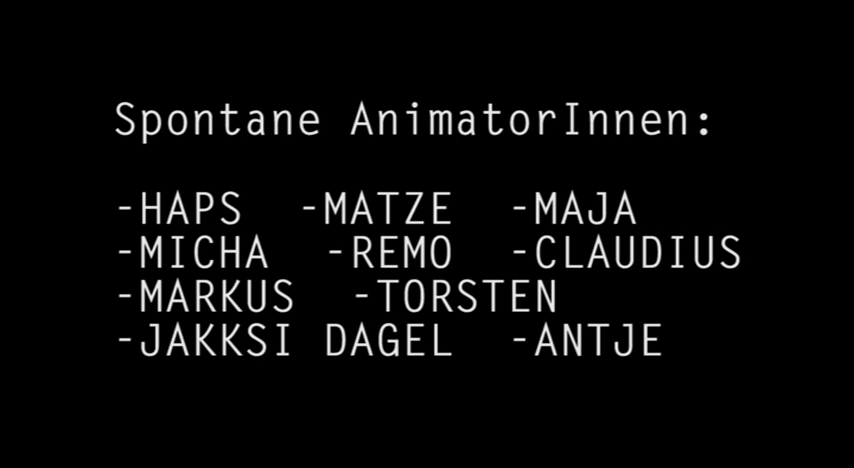 Spontane AnimatorInnen:
-HAPS -MATZE -MAJA
-MICHA -REMO -CLAUDIUS
-MARKUS -TORSTEN
-JAKKSI DAGEL -ANTJE